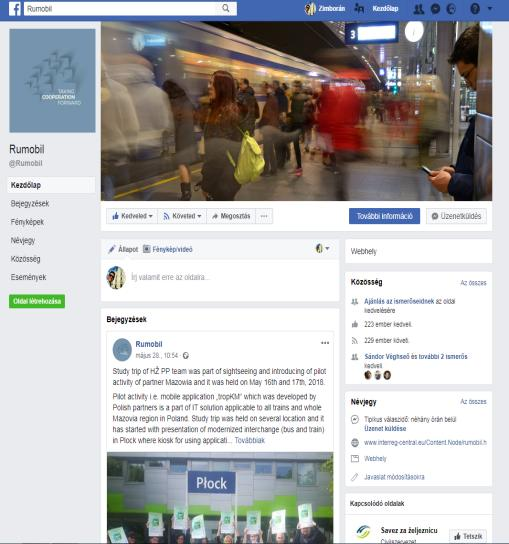 Rumobil
Zimborán
Kezdőlap
3
TAKING
COOPERATION
FORWARD
Rumobil
@Rumobil
Kezdőlap
Bejegyzések
Fényképek
Névjegy
Közösség
Események
Oldal létrehozása
Kedveled
Követed
Megosztás
További információ
Üzenetküldés
Állapot
Fénykép/videó
Írj valamit erre az oldalra...
Bejegyzések
Rumobil
május 28., 10:54 ·
Study trip of HŽ PP team was part of sightseeing and introducing of pilot
activity of partner Mazowia and it was held on May 16th and 17th, 2018.
Pilot activity i.e. mobile application „tropKM" which was developed by
Polish partners is a part of IT solution applicable to all trains and whole
Mazovia region in Poland. Study trip was held on several location and it
has started with presentation of modernized interchange (bus and train)
in Plock where kiosk for using applicati... Továbbiak
Płock
Webhely
Közösség
Az összes
Ajánlás az ismerőseidnek az oldal
kedvelésére
223 ember kedveli.
229 ember követi.
Sándor Véghseő és további 2 ismerős
kedveli
Névjegy
Az összes
Tipikus válaszidő: néhány órán belül
Üzenet küldése
www.interreg-central.eu/Content.Node/rumobil.h
Webhely
Javaslat módosításokra
Kapcsolódó oldalak
Savez za željeznicu
Civilszervezet
Tetszik